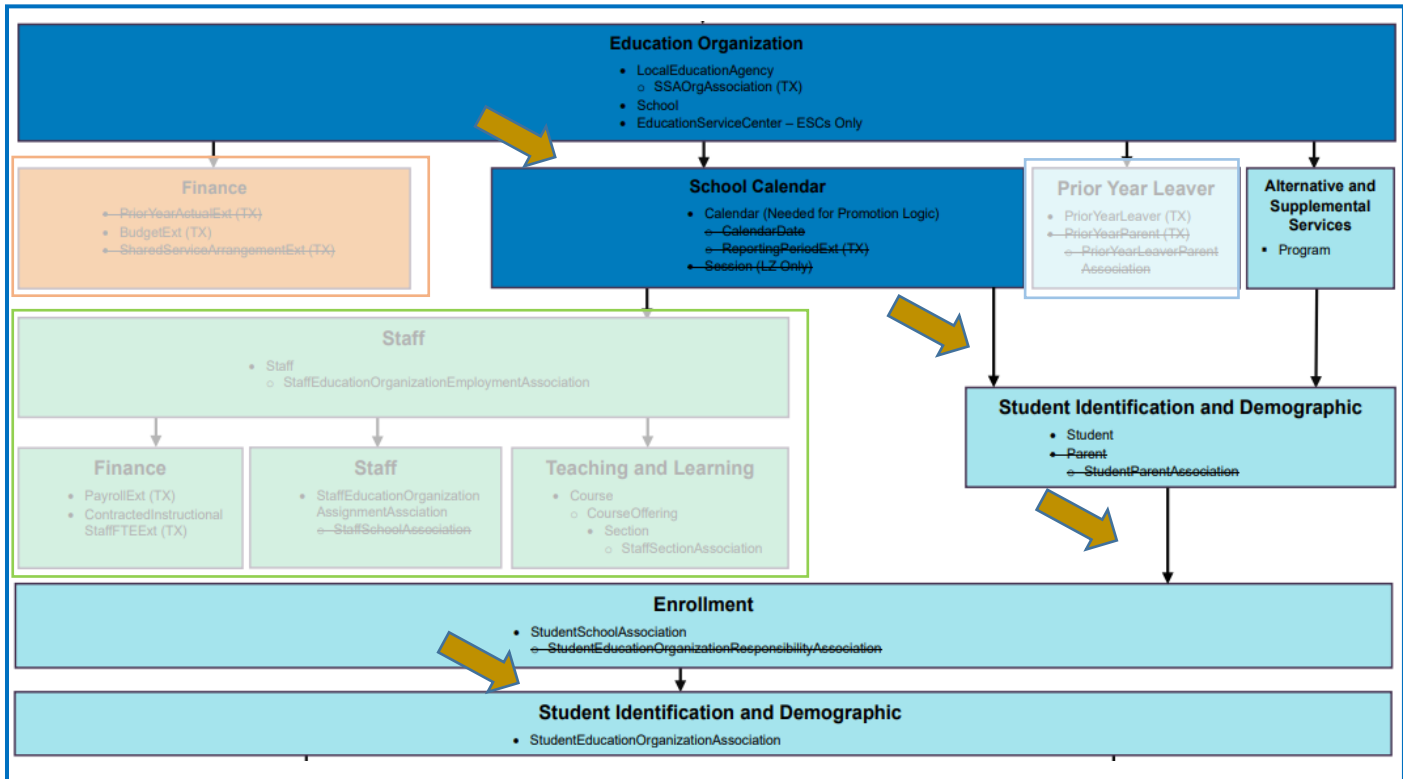 Education Organization
• LocalEducationAgency
o SSAOrgAssociation (TX)
• School
• EducationServiceCenter – ESCs Only
Finance
• PriorYearActualExt (TX)
• BudgetExt (TX)
• SharedServiceArrangementExt (TX)
School Calendar
• Calendar (Needed for Promotion Logic)
o CalendarDate
o ReportingPeriodExt (TX)
• Session (LZ Only)
Prior Year Leaver
• PriorYearLeaver (TX)
• PriorYearParent (TX)
o PriorYearLeaverParent
Association
Alternative and
Supplemental
Services
▪ Program
Staff
• Staff
o StaffEducationOrganizationEmploymentAssociation
Student Identification and Demographic
• Student
• Parent
o StudentParentAssociation
Finance
• PayrollExt (TX)
• ContractedInstructional
StaffFTEExt (TX)
Staff
• StaffEducationOrganization
AssignmentAssciation
o StaffSchoolAssociation
Teaching and Learning
• Course
o CourseOffering
• Section
o StaffSectionAssociation
Enrollment
• StudentSchoolAssociation
o StudentEducationOrganizationResponsibilityAssociation
Student Identification and Demographic
• StudentEducationOrganizationAssociation